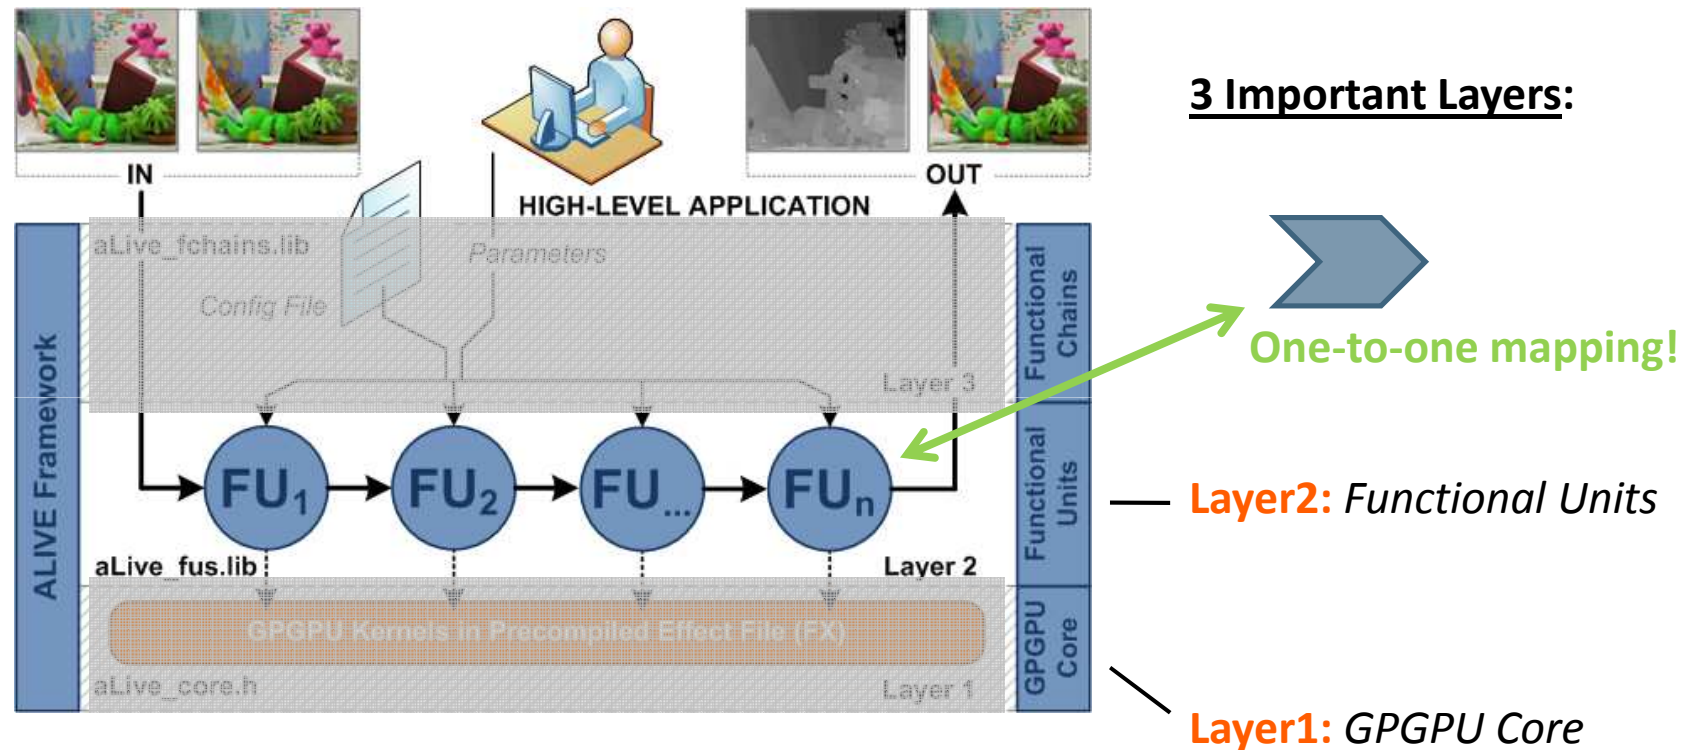 IN
OUT
HIGH-LEVEL APPLICATION
3 Important Layers:
aLive_fchains.lib
Parameters
Config File
Layer 3
Functional
Chains
One-to-one mapping!
ALIVE Framework
FU1
FU2
FU...
FUn
Functional
Units
Layer2: Functional Units
aLive_fus.lib
Layer 2
GPGPU Kernels in Precompiled Effect File (FX)
aLive_core.h
Layer 1
GPGPU
Core
Layer1: GPGPU Core